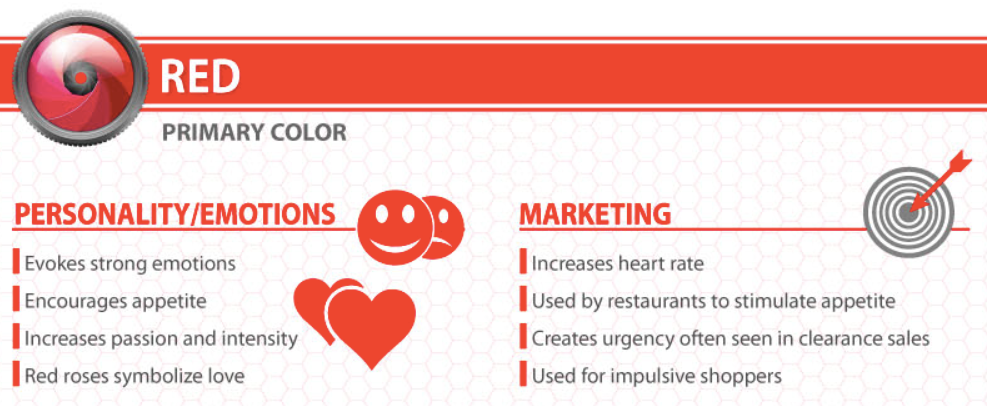 RED
PRIMARY COLOR
PERSONALITY/EMOTIONS
Evokes strong emotions
Encourages appetite
Increases passion and intensity
Red roses symbolize love
MARKETING
Increases heart rate
Used by restaurants to stimulate appetite
Creates urgency often seen in clearance sales
Used for impulsive shoppers